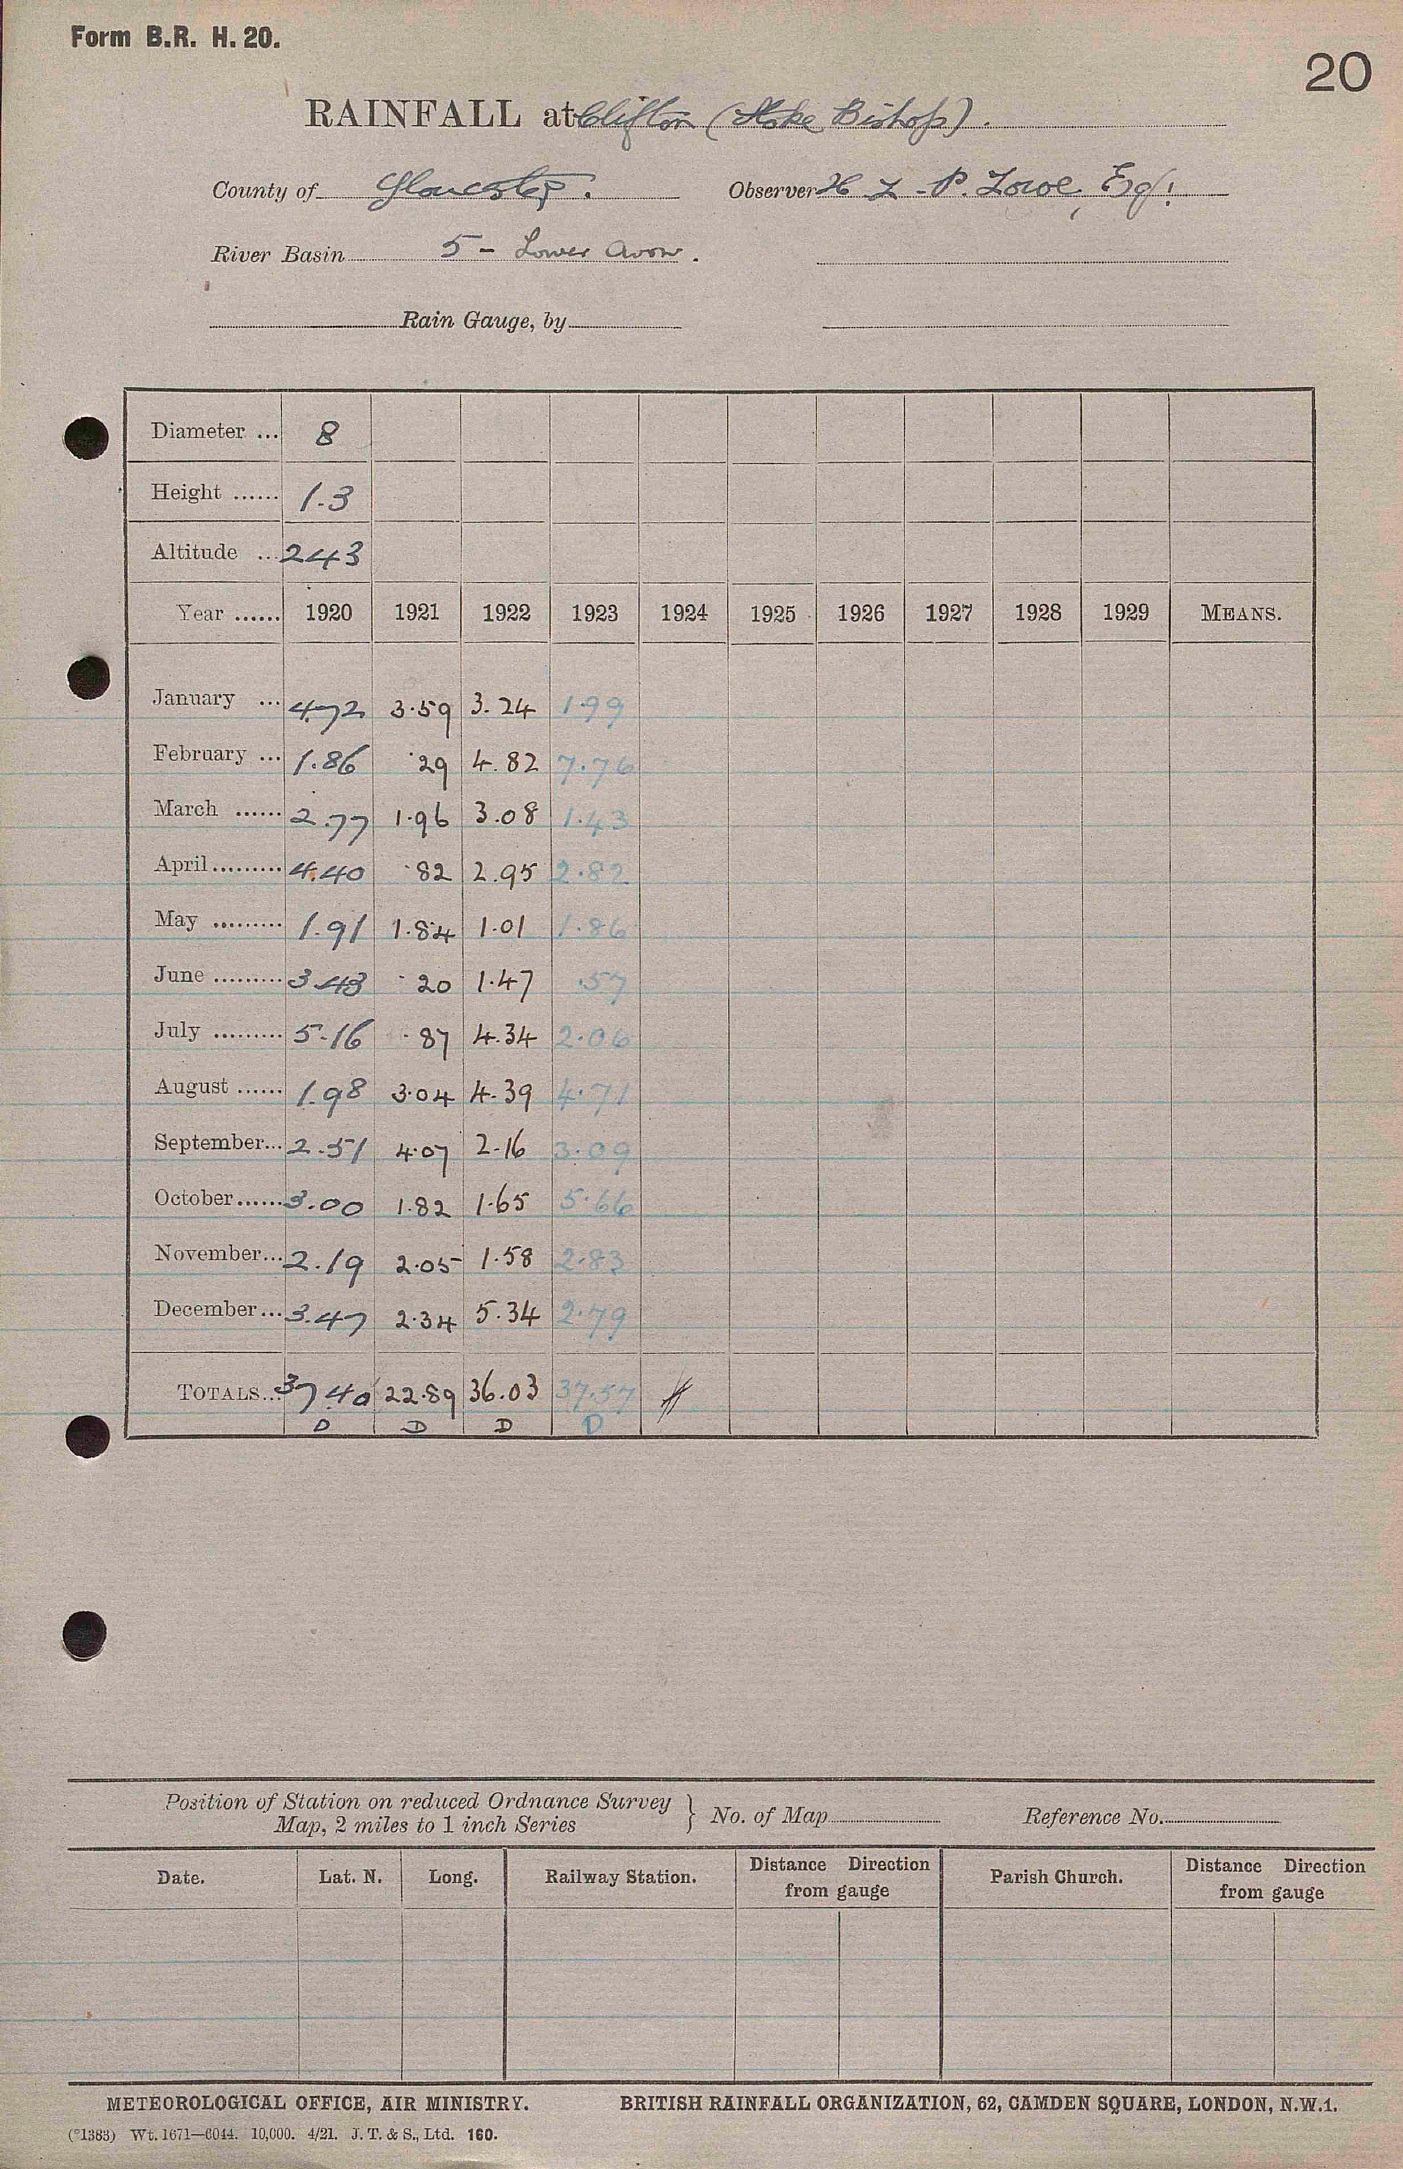 Form B.R. H. 20.
20
RAINFALL at Clifton (Stoke Bishop).
County of Gloucester. Observer H. L. P. Lowe, Esq.
River Basin 5 - Lower Avon.
Rain Gauge, by
Diameter ... 8
Height ...... 1.3
Altitude ... 243
Year ...... 1920 1921 1922 1923 1924 1925 1926 1927 1928 1929 MEANS.
January ... 4.72 3.59 3.24 1.99
February ... 1.86 .29 4.82 7.76
March ...... 2.77 1.96 3.08 1.43
April ......... 4.40 .82 2.95 2.82
May ......... 1.91 1.84 1.01 1.86
June ......... 3.43 .20 1.47 .57
July ......... 5.16 .87 4.34 2.06
August ...... 1.98 3.04 4.39 4.71
September... 2.51 4.07 2.16 3.09
October...... 3.00 1.82 1.65 5.66
November... 2.19 2.05 1.58 2.83
December... 3.47 2.34 5.34 2.79
TOTALS... 37.40 22.89 36.03 37.57
D D D D
Position of Station on reduced Ordnance Survey
Map, 2 miles to 1 inch Series } No. of Map Reference No.
Date. Lat. N. Long. Railway Station. Distance Direction from gauge Parish Church. Distance Direction from gauge
METEOROLOGICAL OFFICE, AIR MINISTRY. BRITISH RAINFALL ORGANIZATION, 62, CAMDEN SQUARE, LONDON, N.W.1.
(*1383) Wt. 1671—6044. 10,000. 4/21. J. T. & S., Ltd. 160.